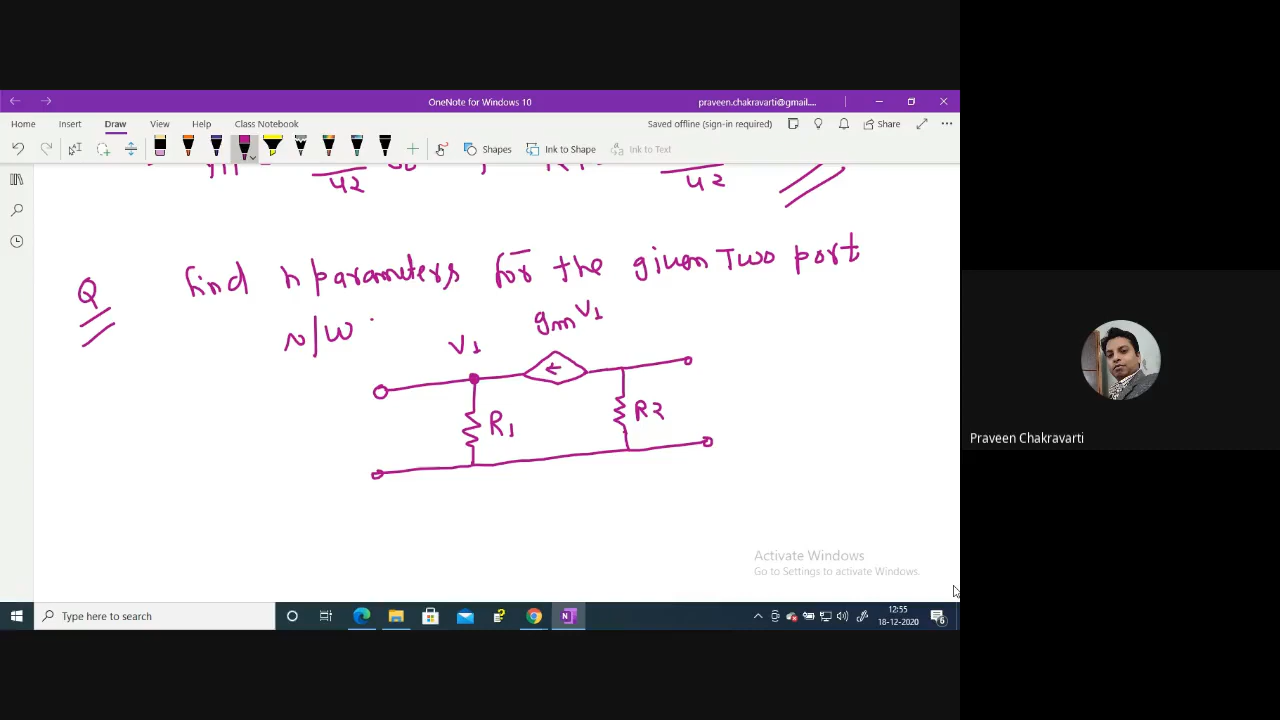 OneNote for Windows 10
praveen.chakravarti@gmail....
Home Insert Draw View Help Class Notebook
Saved offline (sign-in required)
Share
Shapes
Ink to Shape
Ink to Text
42
42
Q find h parameters for the given Two port
N/W
V1
gmV1
R1
R2
Praveen Chakravarti
Activate Windows
Go to Settings to activate Windows.
Type here to search
12:55
18-12-2020
6